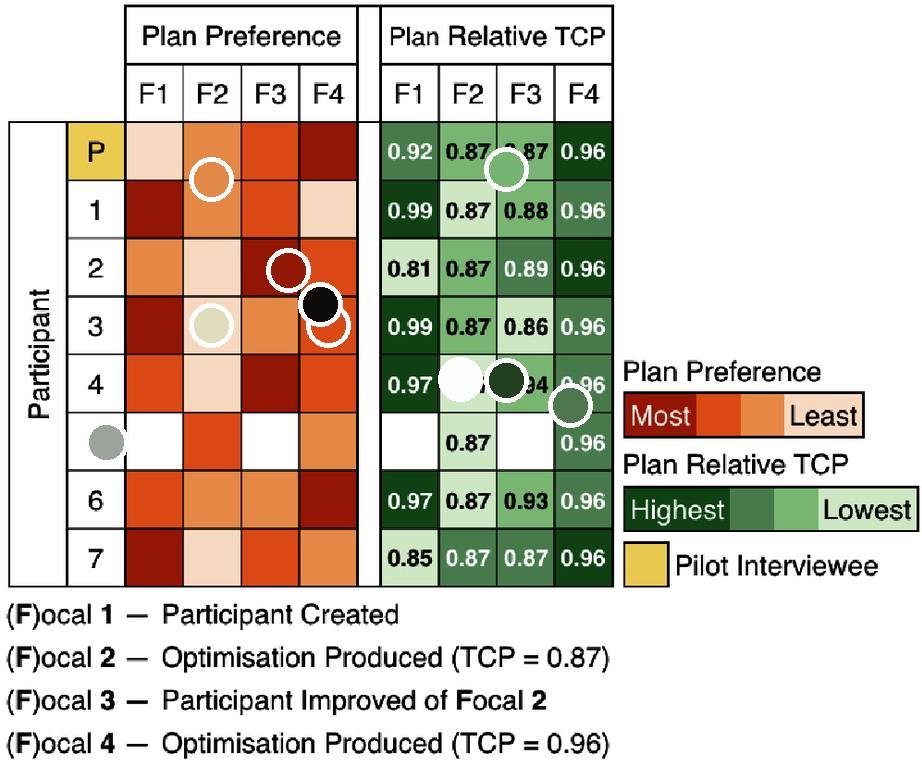 Plan Preference Plan Relative TCP
F1 F2 F3 F4 F1 F2 F3 F4
Participant
P 0.92 0.87 .87 0.96
1 0.99 0.87 0.88 0.96
2 0.81 0.87 0.89 0.96
3 0.99 0.87 0.86 0.96
4 0.97 .94 0.96
0.87 0.96
6 0.97 0.87 0.93 0.96
7 0.85 0.87 0.87 0.96
Plan Preference
Most Least
Plan Relative TCP
Highest Lowest
Pilot Interviewee
(F)ocal 1 — Participant Created
(F)ocal 2 — Optimisation Produced (TCP = 0.87)
(F)ocal 3 — Participant Improved of Focal 2
(F)ocal 4 — Optimisation Produced (TCP = 0.96)